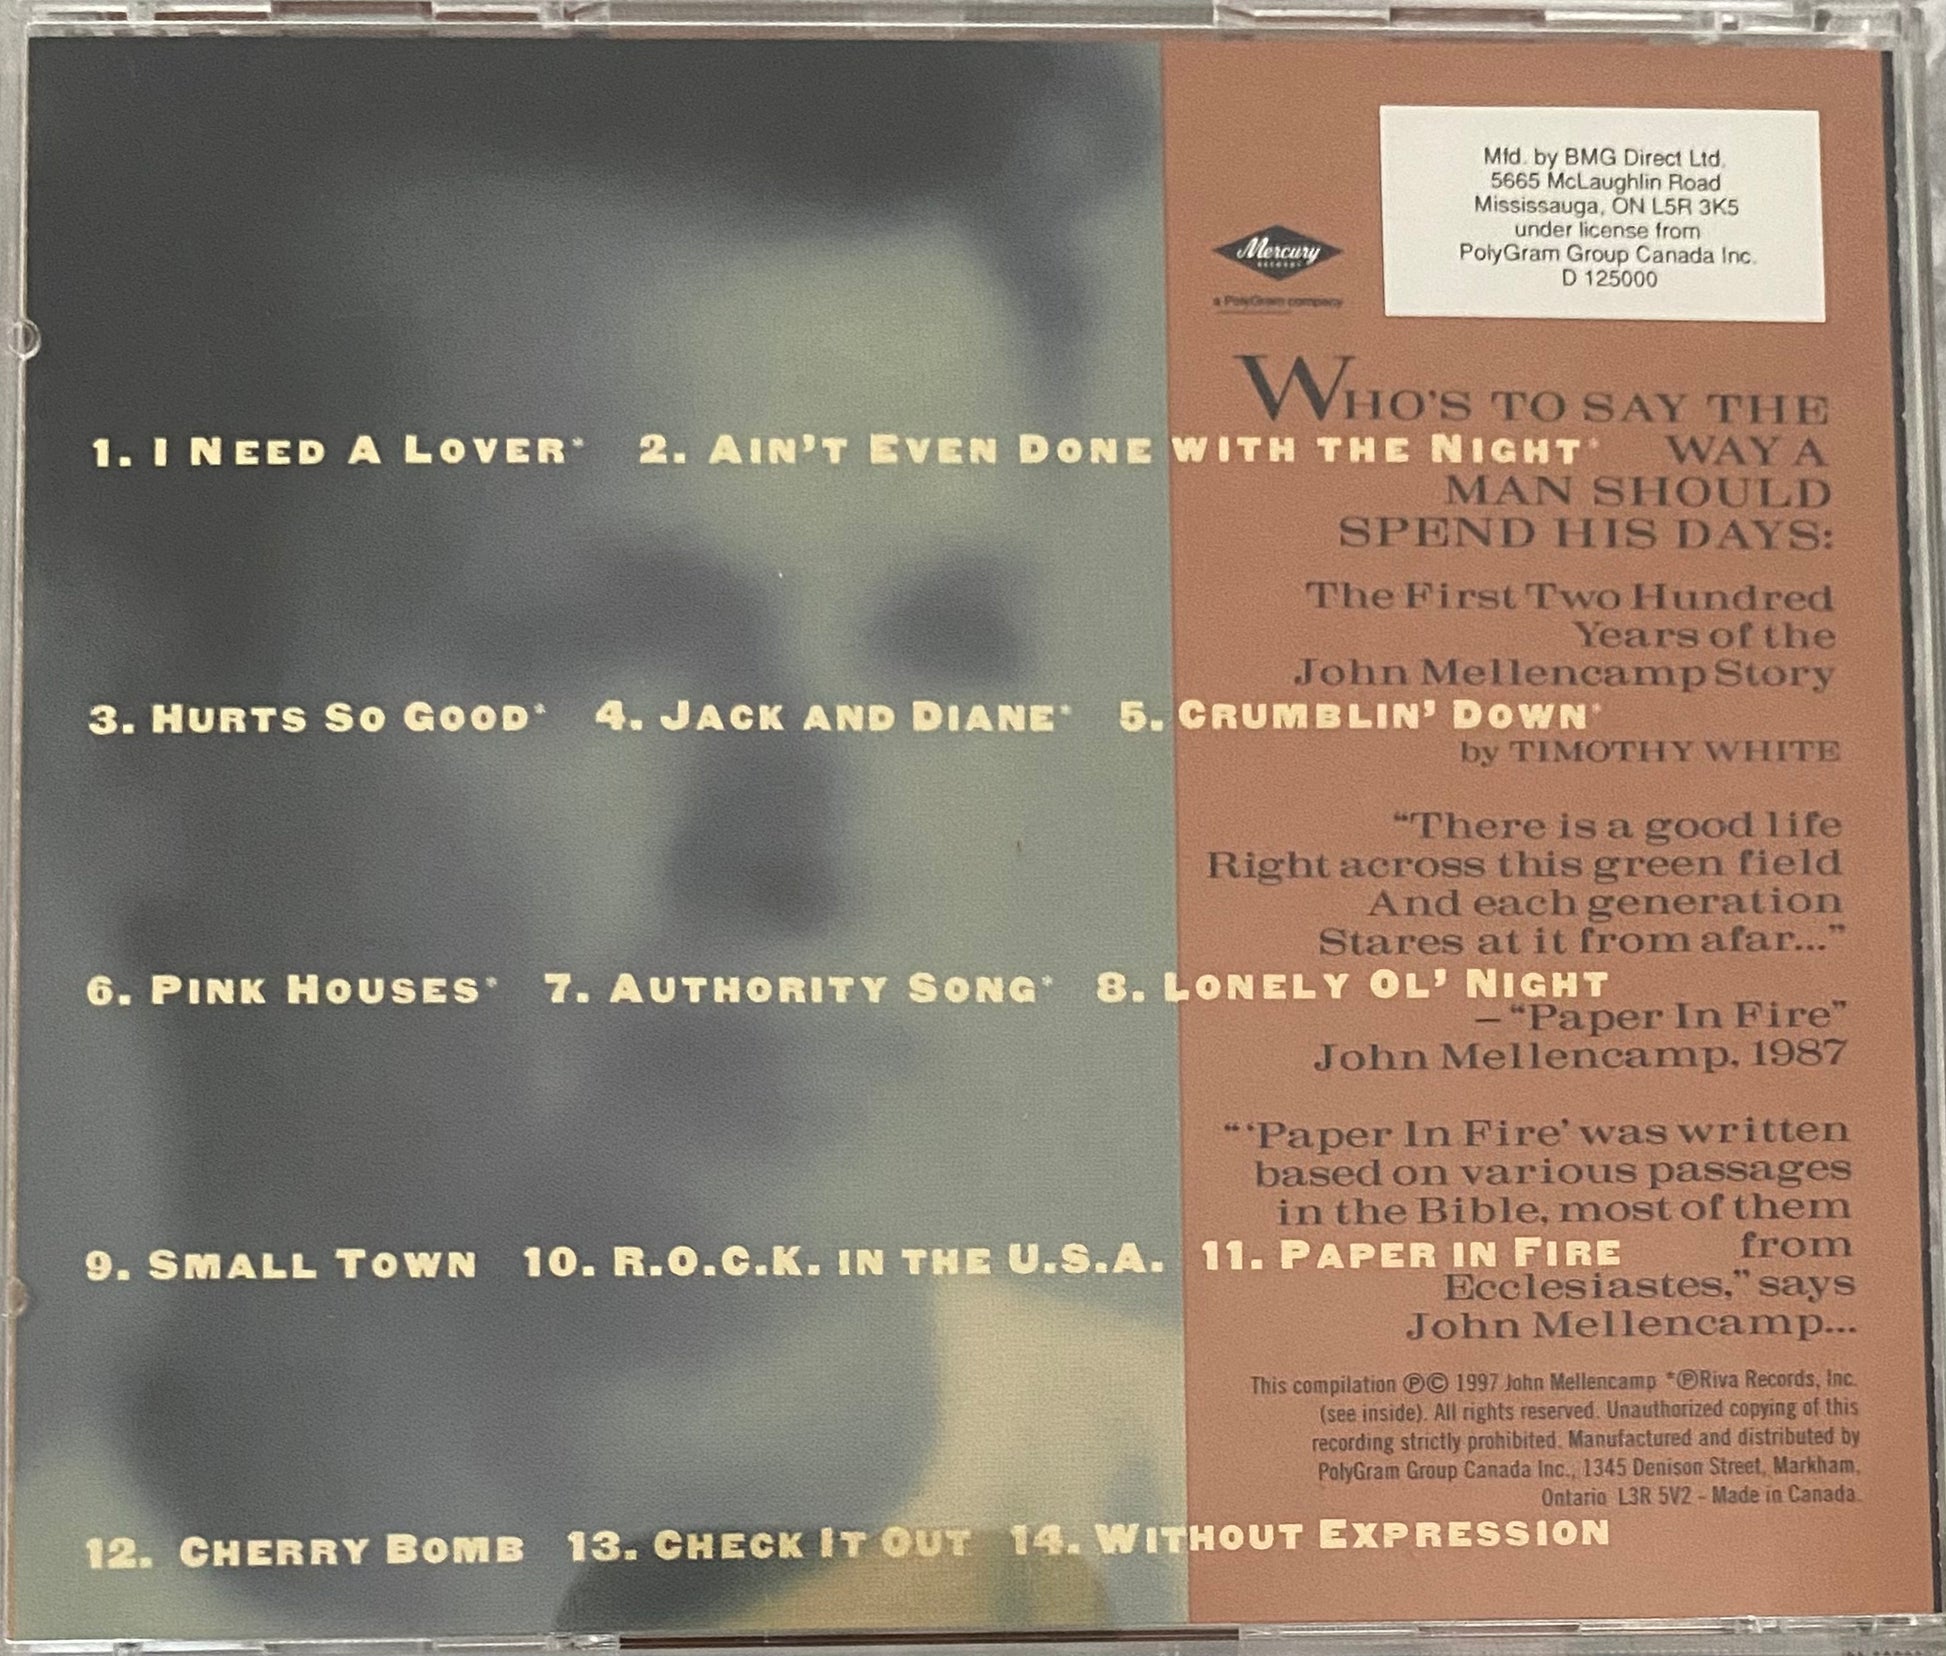 Mfd. by BMG Direct Ltd.
5665 McLaughlin Road
Mississauga, ON L5R 3K5
under license from
PolyGram Group Canada Inc.
D 125000
Mercury
RECORDS
a PolyGram company
WHO'S TO SAY THE
WAY A
MAN SHOULD
SPEND HIS DAYS:
The First Two Hundred
Years of the
John Mellencamp Story
by TIMOTHY WHITE
“There is a good life
Right across this green field
And each generation
Stares at it from afar...”
–“Paper In Fire”
John Mellencamp, 1987
“‘Paper In Fire’ was written
based on various passages
in the Bible, most of them
from
Ecclesiastes,” says
John Mellencamp...
This compilation ℗© 1997 John Mellencamp *℗Riva Records, Inc.
(see inside). All rights reserved. Unauthorized copying of this
recording strictly prohibited. Manufactured and distributed by
PolyGram Group Canada Inc., 1345 Denison Street, Markham,
Ontario L3R 5V2 - Made in Canada.
1. I NEED A LOVER* 2. AIN'T EVEN DONE WITH THE NIGHT*
3. HURTS SO GOOD* 4. JACK AND DIANE* 5. CRUMBLIN' DOWN*
6. PINK HOUSES* 7. AUTHORITY SONG* 8. LONELY OL' NIGHT
9. SMALL TOWN 10. R.O.C.K. IN THE U.S.A. 11. PAPER IN FIRE
12. CHERRY BOMB 13. CHECK IT OUT 14. WITHOUT EXPRESSION